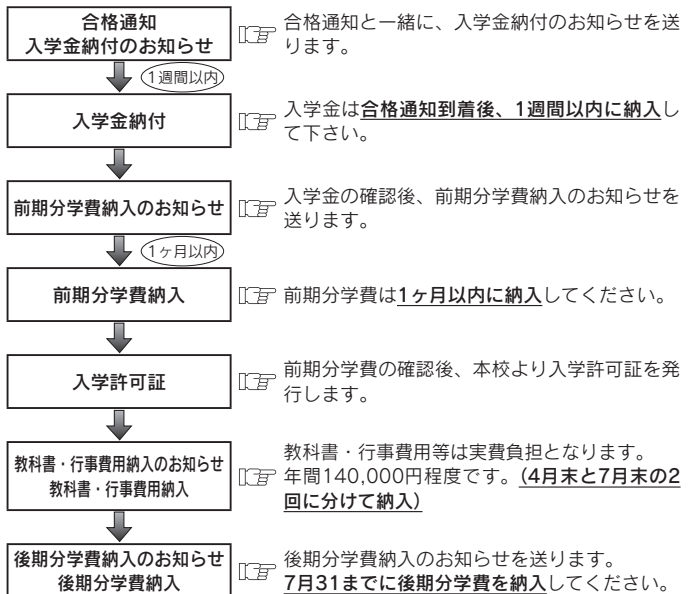 合格通知
入学金納付のお知らせ
☞ 合格通知と一緒に、入学金納付のお知らせを送
ります。
1週間以内
入学金納付
☞ 入学金は合格通知到着後、1週間以内に納入し
て下さい。
前期分学費納入のお知らせ
☞ 入学金の確認後、前期分学費納入のお知らせを
送ります。
1ヶ月以内
前期分学費納入
☞ 前期分学費は1ヶ月以内に納入してください。
入学許可証
☞ 前期分学費の確認後、本校より入学許可証を発
行します。
教科書・行事費用納入のお知らせ
教科書・行事費用納入
教科書・行事費用等は実費負担となります。
☞ 年間140,000円程度です。(4月末と7月末の2
回に分けて納入)
後期分学費納入のお知らせ
後期分学費納入
☞ 後期分学費納入のお知らせを送ります。
7月31までに後期分学費を納入してください。